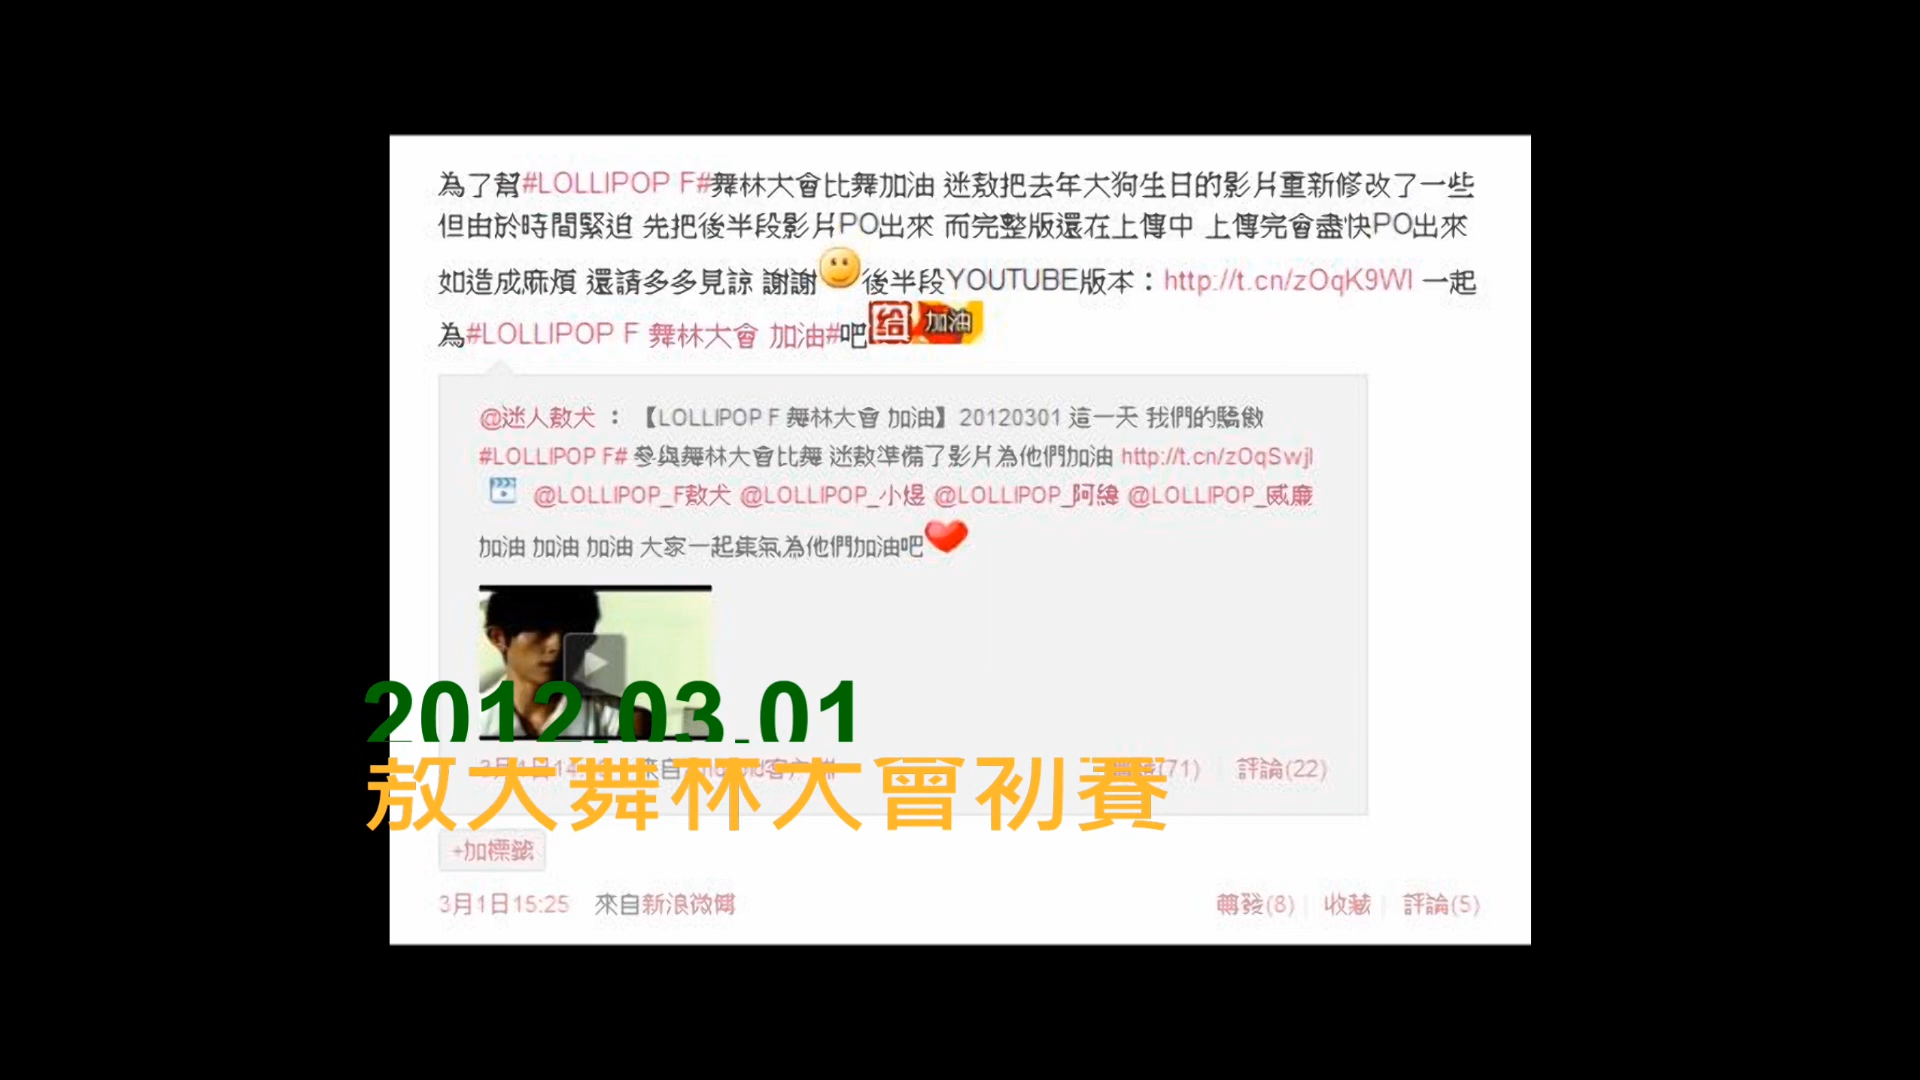 為了幫#LOLLIPOP F#舞林大會比舞加油 迷敖把去年大狗生日的影片重新修改了一些
但由於時間緊迫 先把後半段影片PO出來 而完整版還在上傳中 上傳完會盡快PO出來
如造成麻煩 還請多多見諒 謝謝 後半段YOUTUBE版本：http://t.cn/zOqK9Wl 一起
為#LOLLIPOP F 舞林大會 加油#吧 給 加油
@迷人敖犬 ： 【LOLLIPOP F 舞林大會 加油】20120301 這一天 我們的驕傲
#LOLLIPOP F# 參與舞林大會比舞 迷敖準備了影片為他們加油 http://t.cn/zOqSwjl
@LOLLIPOP_F敖犬 @LOLLIPOP_小煜 @LOLLIPOP_阿緯 @LOLLIPOP_威廉
加油 加油 加油 大家一起集氣為他們加油吧
2012.03.01
來自 (71) 評論(22)
敖犬舞林大會初賽
+加標籤
3月1日15:25 來自新浪微博 轉發(8) 收藏 評論(5)